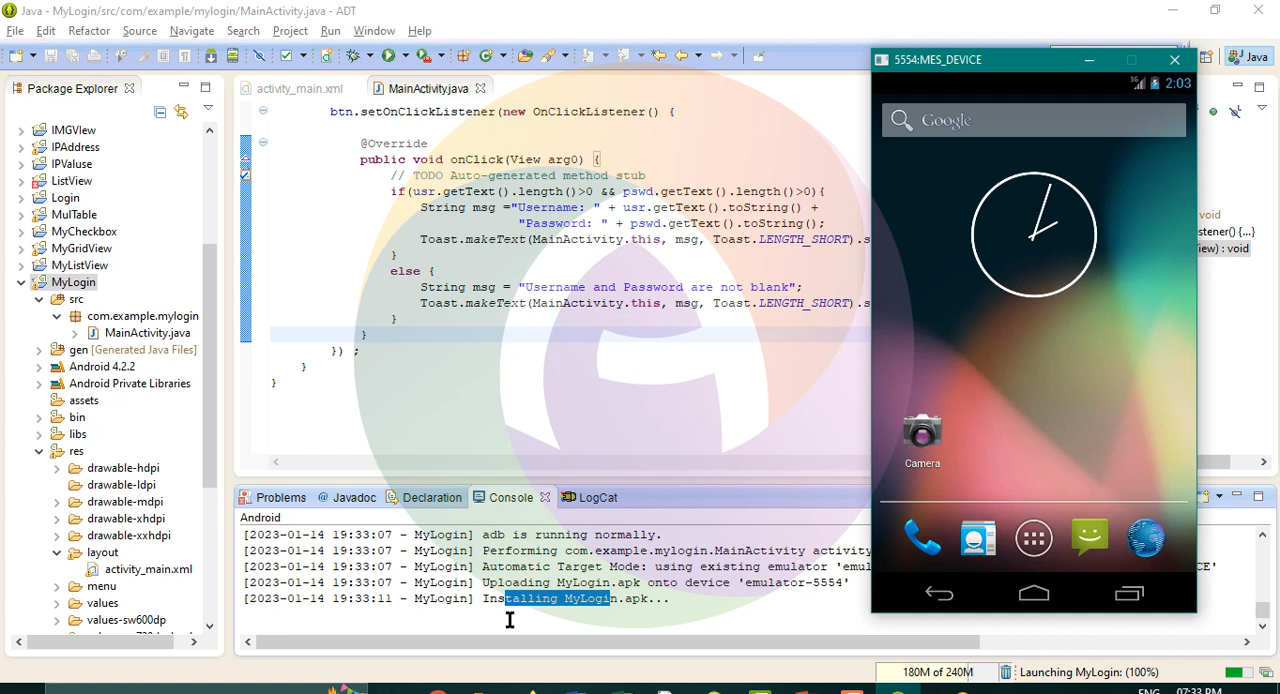 Java - MyLogin/src/com/example/mylogin/MainActivity.java - ADT
File Edit Refactor Source Navigate Search Project Run Window Help
Java
Package Explorer
IMGView
IPAddress
IPValuse
ListView
Login
MulTable
MyCheckbox
MyGridView
MyListView
MyLogin
src
com.example.mylogin
MainActivity.java
gen [Generated Java Files]
Android 4.2.2
Android Private Libraries
assets
bin
libs
res
drawable-hdpi
drawable-ldpi
drawable-mdpi
drawable-xhdpi
drawable-xxhdpi
layout
activity_main.xml
menu
values
values-sw600dp
activity_main.xml
MainActivity.java
btn.setOnClickListener(new OnClickListener() {
@Override
public void onClick(View arg0) {
// TODO Auto-generated method stub
if(usr.getText().length()>0 && pswd.getText().length()>0){
String msg ="Username: " + usr.getText().toString() +
"Password: " + pswd.getText().toString();
Toast.makeText(MainActivity.this, msg, Toast.LENGTH_SHORT).s
}
else {
String msg = "Username and Password are not blank";
Toast.makeText(MainActivity.this, msg, Toast.LENGTH_SHORT).s
}
}
}) ;
}
}
void
stener() {...}
View) : void
Problems @ Javadoc Declaration Console LogCat
Android
[2023-01-14 19:33:07 - MyLogin] adb is running normally.
[2023-01-14 19:33:07 - MyLogin] Performing com.example.mylogin.MainActivity activity
[2023-01-14 19:33:07 - MyLogin] Automatic Target Mode: using existing emulator 'emu CE'
[2023-01-14 19:33:07 - MyLogin] Uploading MyLogin.apk onto device 'emulator-5554'
[2023-01-14 19:33:11 - MyLogin] Installing MyLogin.apk...
5554:MES_DEVICE
3G 2:03
Google
Camera
180M of 240M
Launching MyLogin: (100%)
ENG 07:33 PM